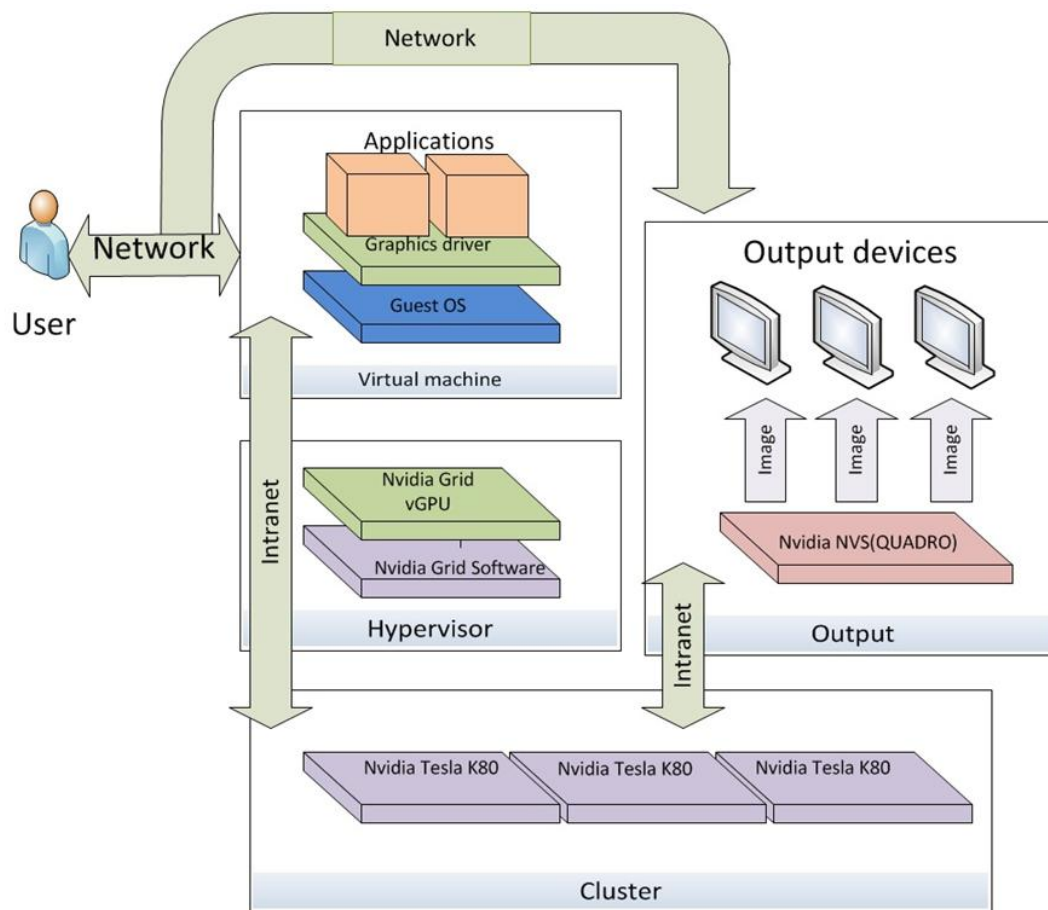 Network
Applications
Graphics driver
Guest OS
Virtual machine
Network
User
Output devices
Image
Image
Image
Nvidia NVS(QUADRO)
Output
Intranet
Nvidia Grid
vGPU
Nvidia Grid Software
Hypervisor
Intranet
Nvidia Tesla K80
Nvidia Tesla K80
Nvidia Tesla K80
Cluster